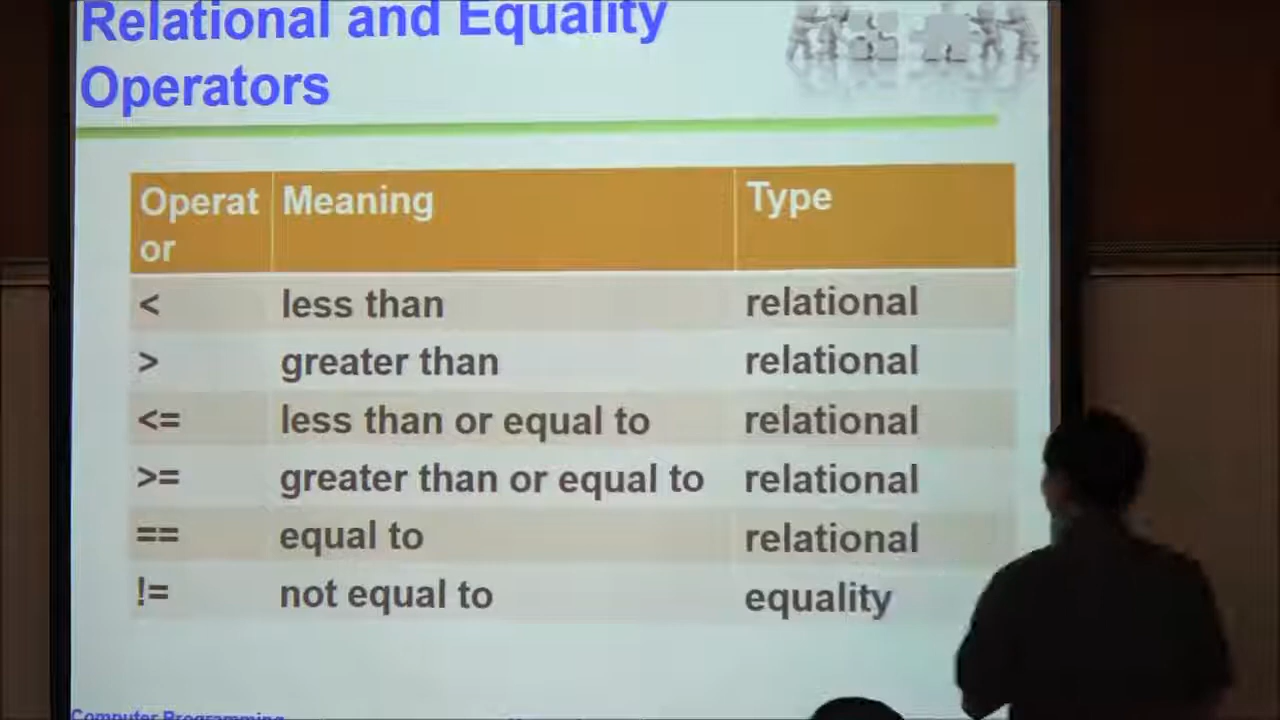 Relational and Equality
Operators
Operat
or
Meaning
Type
< less than relational
> greater than relational
<= less than or equal to relational
>= greater than or equal to relational
== equal to relational
!= not equal to equality
Computer Programming